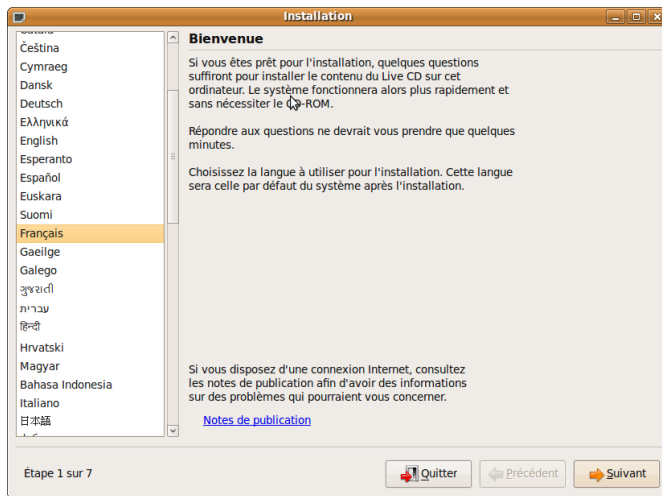 Installation
Čeština
Cymraeg
Dansk
Deutsch
Ελληνικά
English
Esperanto
Español
Euskara
Suomi
Français
Gaeilge
Galego
ગુજરાતી
עברית
हिन्दी
Hrvatski
Magyar
Bahasa Indonesia
Italiano
日本語
Bienvenue
Si vous êtes prêt pour l'installation, quelques questions
suffiront pour installer le contenu du Live CD sur cet
ordinateur. Le système fonctionnera alors plus rapidement et
sans nécessiter le CD-ROM.
Répondre aux questions ne devrait vous prendre que quelques
minutes.
Choisissez la langue à utiliser pour l'installation. Cette langue
sera celle par défaut du système après l'installation.
Si vous disposez d'une connexion Internet, consultez
les notes de publication afin d'avoir des informations
sur des problèmes qui pourraient vous concerner.
Notes de publication
Étape 1 sur 7
Quitter
Précédent
Suivant